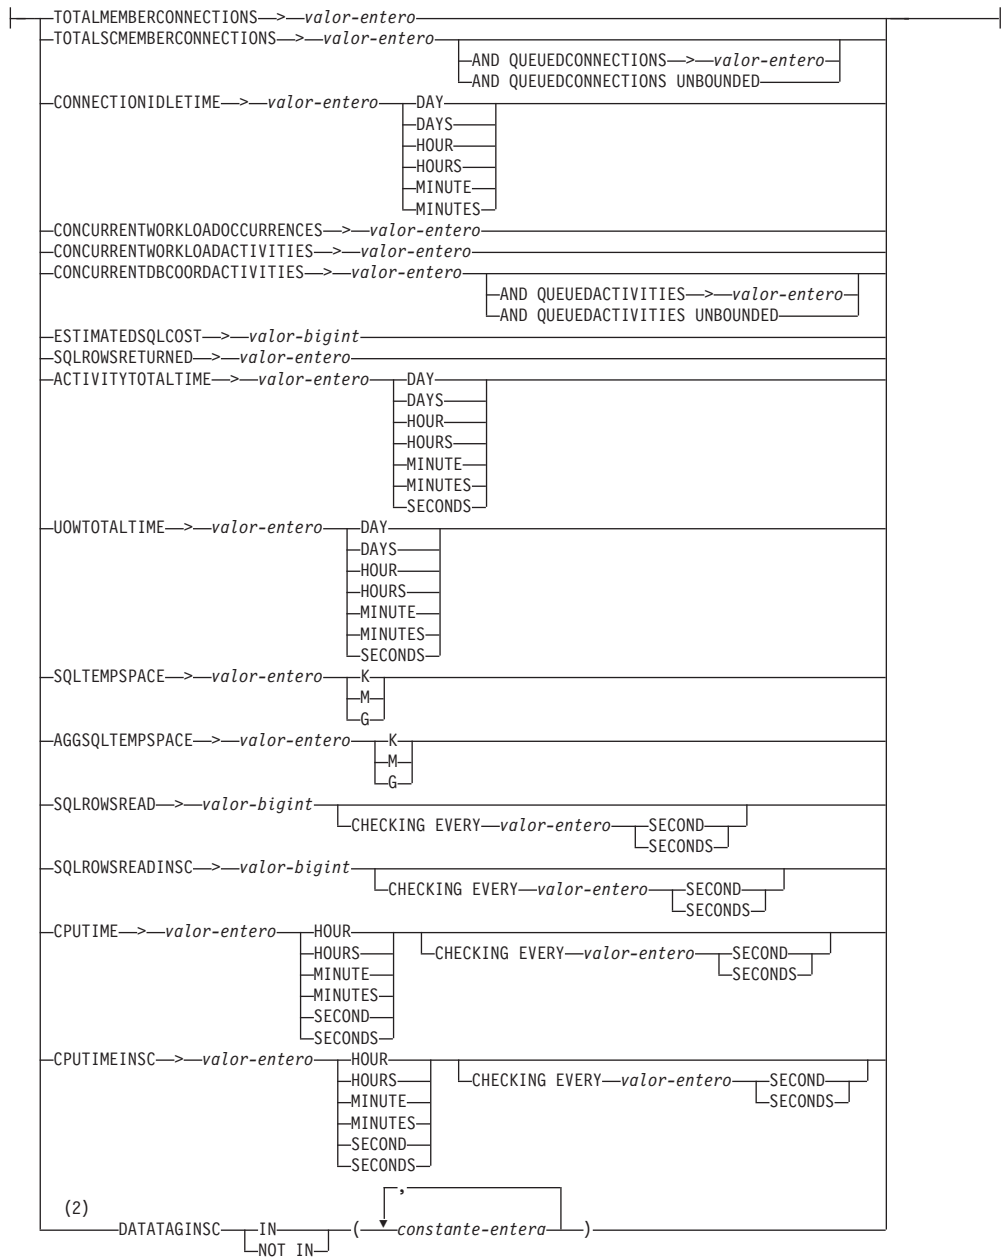 TOTALMEMBERCONNECTIONS > valor-entero
TOTALSCMEMBERCONNECTIONS > valor-entero
AND QUEUEDCONNECTIONS > valor-entero
AND QUEUEDCONNECTIONS UNBOUNDED
CONNECTIONIDLETIME > valor-entero DAY
DAYS
HOUR
HOURS
MINUTE
MINUTES
CONCURRENTWORKLOADOCCURRENCES > valor-entero
CONCURRENTWORKLOADACTIVITIES > valor-entero
CONCURRENTDBCOORDACTIVITIES > valor-entero
AND QUEUEDACTIVITIES > valor-entero
AND QUEUEDACTIVITIES UNBOUNDED
ESTIMATEDSQLCOST > valor-bigint
SQLROWSRETURNED > valor-entero
ACTIVITYTOTALTIME > valor-entero DAY
DAYS
HOUR
HOURS
MINUTE
MINUTES
SECONDS
UOWTOTALTIME > valor-entero DAY
DAYS
HOUR
HOURS
MINUTE
MINUTES
SECONDS
SQLTEMPSPACE > valor-entero K
M
G
AGGSQLTEMPSPACE > valor-entero K
M
G
SQLROWSREAD > valor-bigint
CHECKING EVERY valor-entero SECOND
SECONDS
SQLROWSREADINSC > valor-bigint
CHECKING EVERY valor-entero SECOND
SECONDS
CPUTIME > valor-entero HOUR
HOURS CHECKING EVERY valor-entero SECOND
MINUTE SECONDS
MINUTES
SECOND
SECONDS
CPUTIMEINSC > valor-entero HOUR
HOURS CHECKING EVERY valor-entero SECOND
MINUTE SECONDS
MINUTES
SECOND
SECONDS
,
(2)
DATATAGINSC IN ( constante-entera )
NOT IN